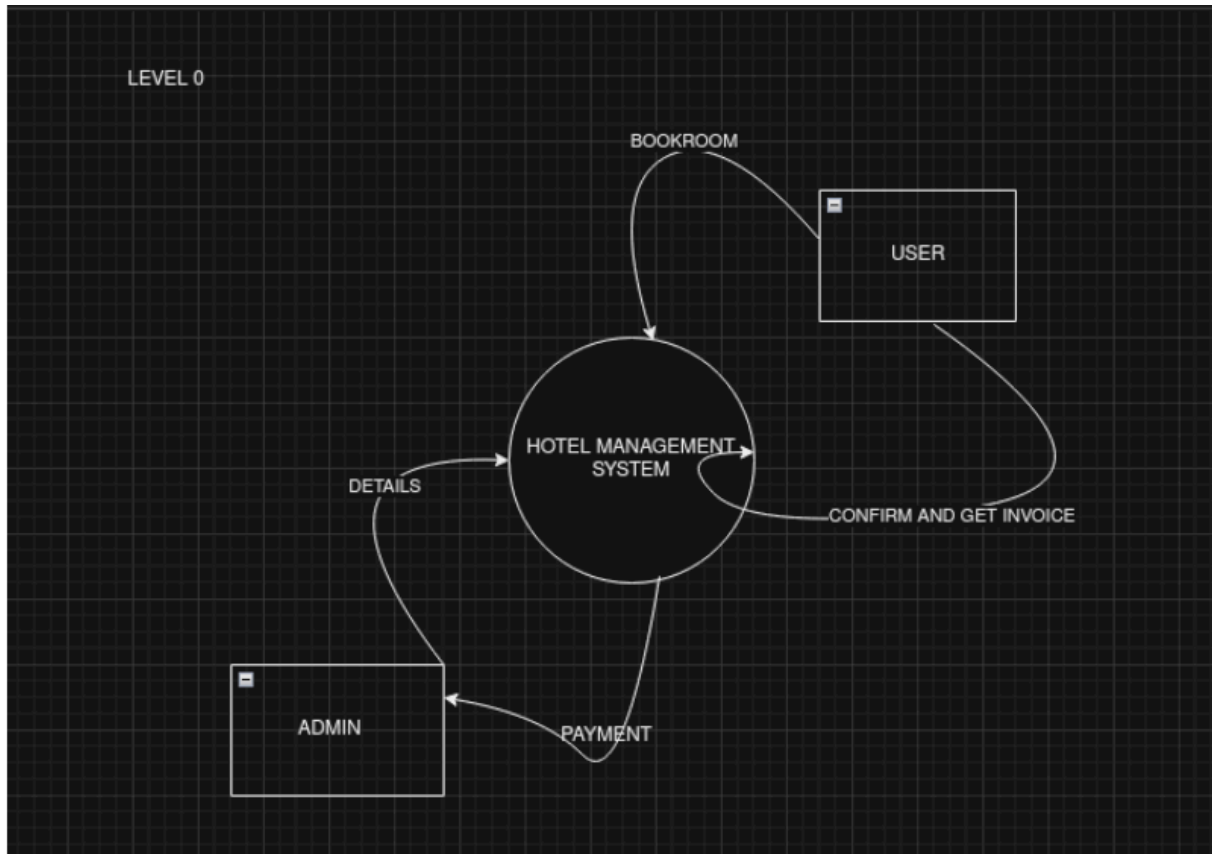 LEVEL 0
BOOKROOM
USER
HOTEL MANAGEMENT
SYSTEM
DETAILS
CONFIRM AND GET INVOICE
ADMIN
PAYMENT